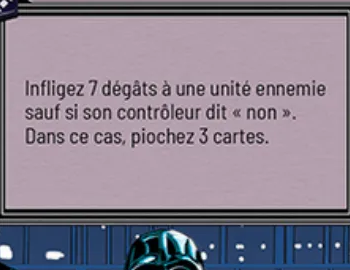 Infligez 7 dégâts à une unité ennemie
sauf si son contrôleur dit « non ».
Dans ce cas, piochez 3 cartes.